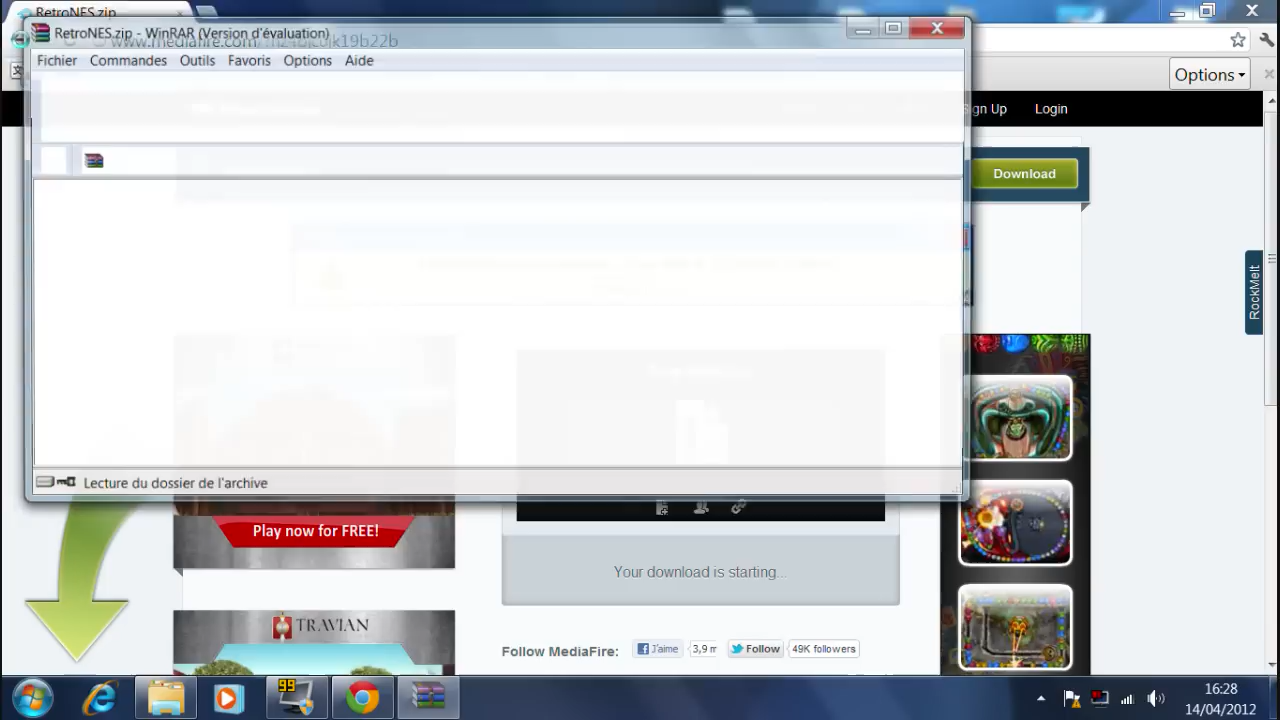 RetroNES.zip
RetroNES.zip - WinRAR (Version d'évaluation)
Fichier Commandes Outils Favoris Options Aide
Options
Sign Up Login
Download
RockMelt
Lecture du dossier de l'archive
Play now for FREE!
Your download is starting...
TRAVIAN
Follow MediaFire: J'aime 3,9 m Follow 49K followers
99
16:28
14/04/2012